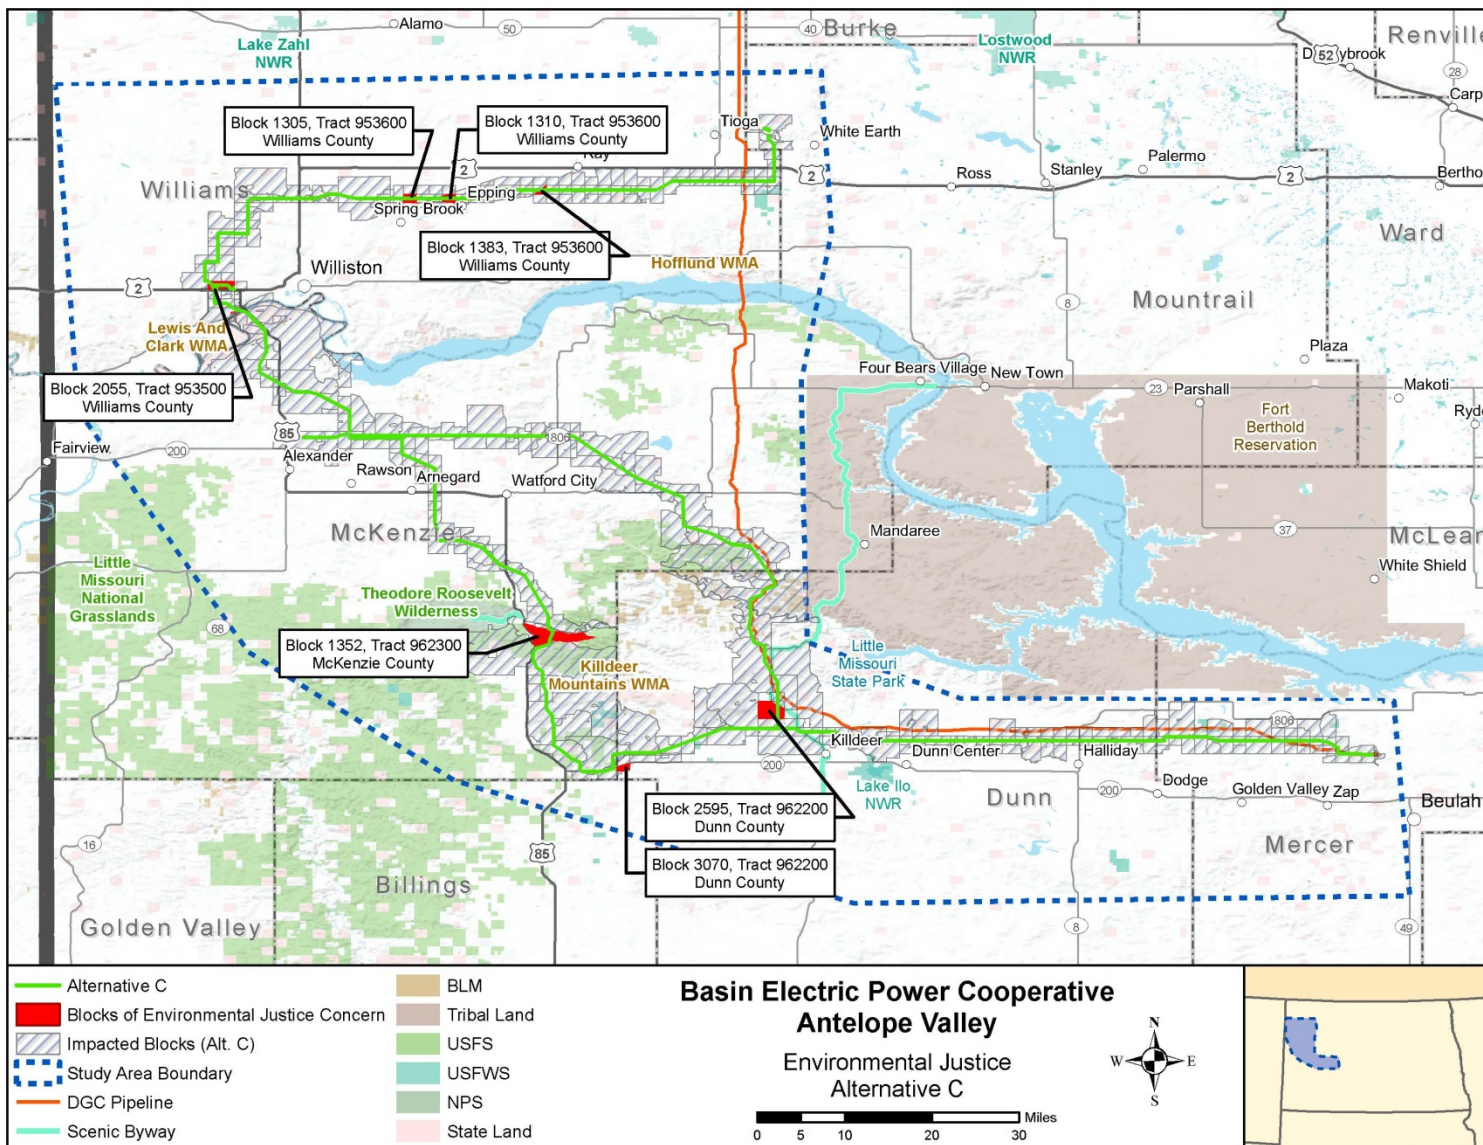 Alamo
50
40
Burke
Renville
Lake Zahl
NWR
Lostwood
NWR
52
28
Carp
Block 1305, Tract 953600
Williams County
Block 1310, Tract 953600
Williams County
Tioga
White Earth
Ray
2
2
Ross
Stanley
Palermo
2
Williams
Epping
Spring Brook
Block 1383, Tract 953600
Williams County
Ward
Hofflund WMA
Williston
2
8
Mountrail
Lewis And
Clark WMA
Plaza
Block 2055, Tract 953500
Williams County
Four Bears Village
New Town
23
Parshall
Makoti
85
1806
Fort
Berthold
Reservation
Fairview
200
Alexander
Rawson
Arnegard
Watford City
McKenzie
Mandaree
37
McLean
White Shield
Little
Missouri
National
Grasslands
Theodore Roosevelt
Wilderness
68
Block 1352, Tract 962300
McKenzie County
Killdeer
Mountains WMA
Little
Missouri
State Park
1806
Killdeer
Dunn Center
Halliday
200
Lake Ilo
NWR
Dunn
200
Dodge
Golden Valley
Zap
Beulah
Block 2595, Tract 962200
Dunn County
Mercer
16
85
Block 3070, Tract 962200
Dunn County
Billings
Golden Valley
8
49
Alternative C
Blocks of Environmental Justice Concern
Impacted Blocks (Alt. C)
Study Area Boundary
DGC Pipeline
Scenic Byway
BLM
Tribal Land
USFS
USFWS
NPS
State Land
Basin Electric Power Cooperative
Antelope Valley
Environmental Justice
Alternative C
N
W E
S
Miles
0 5 10 20 30